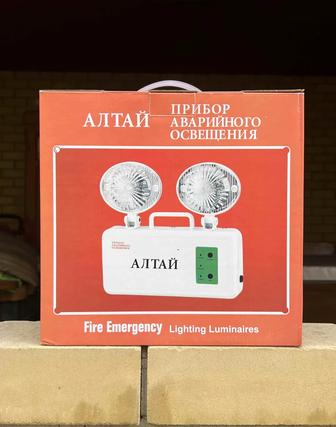 АЛТАЙ
ПРИБОР
АВАРИЙНОГО
ОСВЕЩЕНИЯ
АЛТАЙ
Fire Emergency Lighting Luminaires